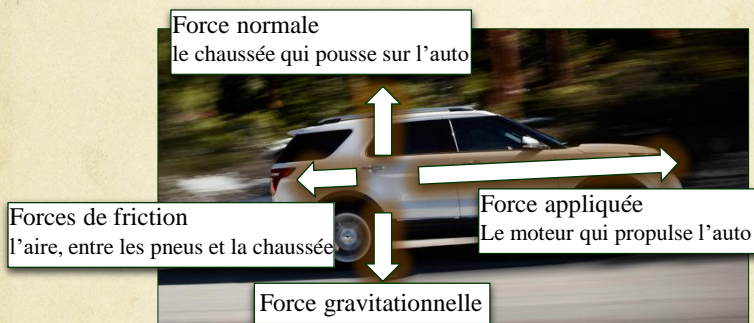 Force normale
le chaussée qui pousse sur l’auto
Forces de friction
l’aire, entre les pneus et la chaussée
Force appliquée
Le moteur qui propulse l’auto
Force gravitationnelle